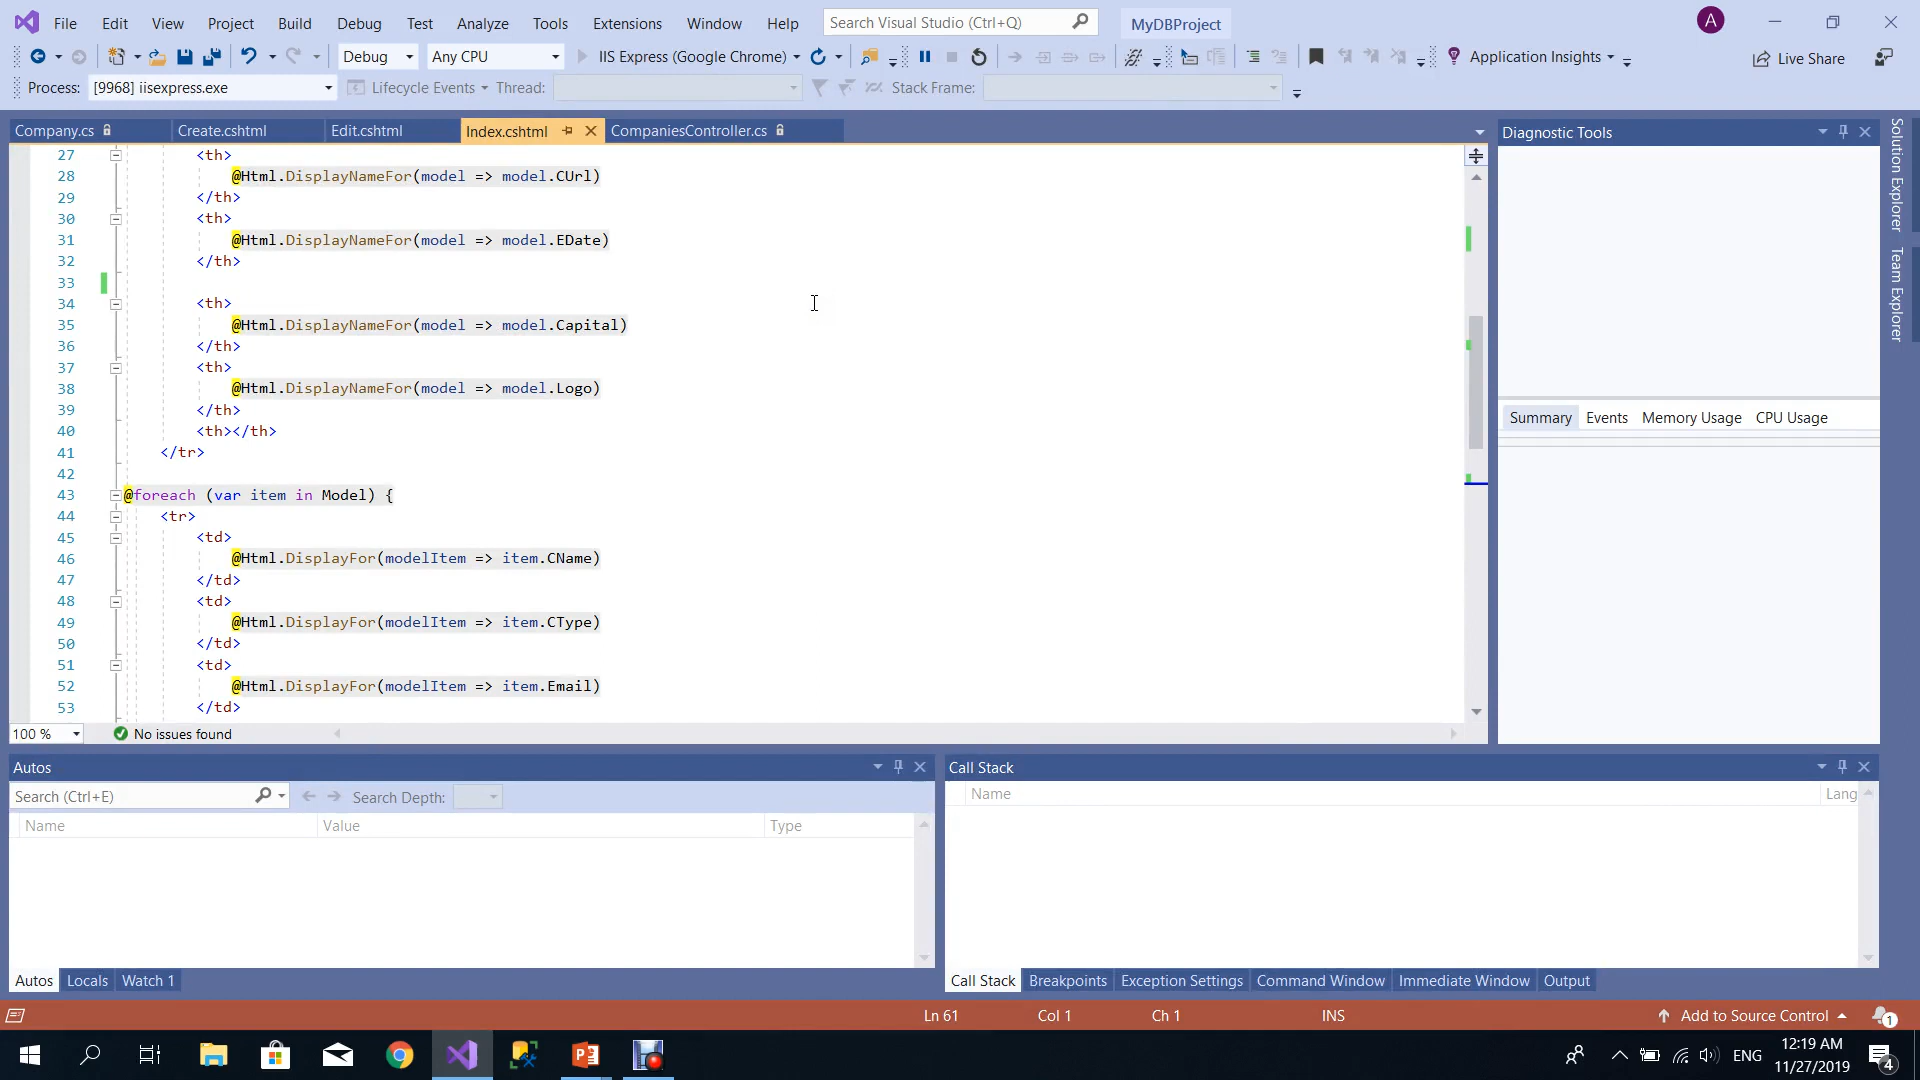 File Edit View Project Build Debug Test Analyze Tools Extensions Window Help Search Visual Studio (Ctrl+Q) MyDBProject A
Debug Any CPU IIS Express (Google Chrome) Application Insights Live Share
Process: [9968] iisexpress.exe Lifecycle Events Thread: Stack Frame:
Company.cs Create.cshtml Edit.cshtml Index.cshtml CompaniesController.cs
27 <th>
28 @Html.DisplayNameFor(model => model.CUrl)
29 </th>
30 <th>
31 @Html.DisplayNameFor(model => model.EDate)
32 </th>
33
34 <th>
35 @Html.DisplayNameFor(model => model.Capital)
36 </th>
37 <th>
38 @Html.DisplayNameFor(model => model.Logo)
39 </th>
40 <th></th>
41 </tr>
42
43 @foreach (var item in Model) {
44 <tr>
45 <td>
46 @Html.DisplayFor(modelItem => item.CName)
47 </td>
48 <td>
49 @Html.DisplayFor(modelItem => item.CType)
50 </td>
51 <td>
52 @Html.DisplayFor(modelItem => item.Email)
53 </td>
100 % No issues found
Diagnostic Tools
Summary Events Memory Usage CPU Usage
Solution Explorer
Team Explorer
Autos
Search (Ctrl+E) Search Depth:
Name Value Type
Autos Locals Watch 1
Call Stack
Name Lang
Call Stack Breakpoints Exception Settings Command Window Immediate Window Output
Ln 61 Col 1 Ch 1 INS Add to Source Control 1
ENG 12:19 AM
11/27/2019 4